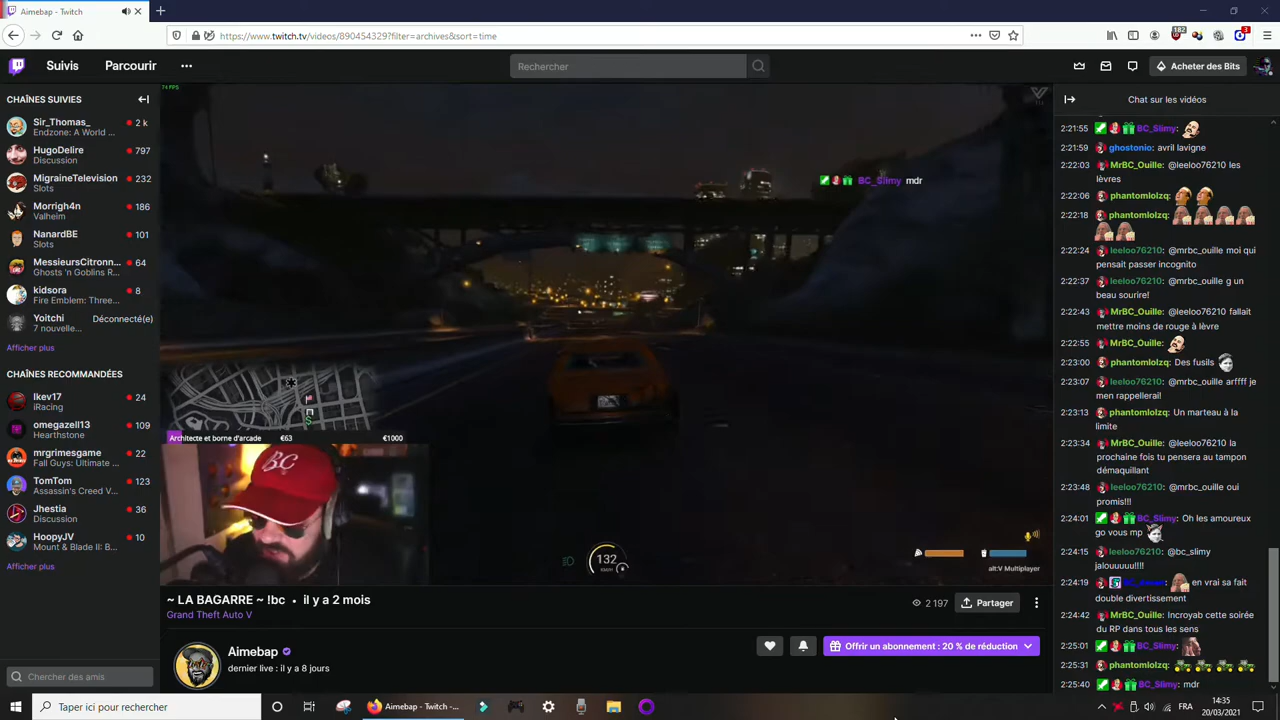 Aimebap - Twitch
https://www.twitch.tv/videos/890454329?filter=archives&sort=time
182
3
Suivis
Parcourir
Rechercher
Acheter des Bits
CHAÎNES SUIVIES
Sir_Thomas_
2 k
Endzone: A World ...
HugoDelire
797
Discussion
MigraineTelevision
232
Slots
Morrigh4n
186
Valheim
NanardBE
101
Slots
MessieursCitronn...
64
Ghosts 'n Goblins R...
kidsora
8
Fire Emblem: Three...
Yoitchi
Déconnecté(e)
7 nouvelle...
Afficher plus
CHAÎNES RECOMMANDÉES
Ikev17
24
iRacing
omegazell13
109
Hearthstone
mrgrimesgame
22
Fall Guys: Ultimate ...
TomTom
123
Assassin's Creed V...
Jhestia
36
Discussion
HoopyJV
10
Mount & Blade II: B...
Afficher plus
Chercher des amis
74 FPS
BC_Slimy mdr
Architecte et borne d'arcade €63 €1000
BC
132
alt:V Multiplayer
~ LA BAGARRE ~ !bc • il y a 2 mois
Grand Theft Auto V
2 197
Partager
Aimebap
dernier live : il y a 8 jours
Offrir un abonnement : 20 % de réduction
Chat sur les vidéos
2:21:55 BC_Slimy:
2:21:59 ghostonio: avril lavigne
2:22:03 MrBC_Ouille: @leeloo76210 les
lèvres
2:22:06 phantomlolzq:
2:22:18 phantomlolzq:
2:22:24 leeloo76210: @mrbc_ouille moi qui
pensait passer incognito
2:22:37 leeloo76210: @mrbc_ouille g un
beau sourire!
2:22:43 MrBC_Ouille: @leeloo76210 fallait
mettre moins de rouge à lèvre
2:22:55 MrBC_Ouille:
2:23:00 phantomlolzq: Des fusils
2:23:07 leeloo76210: @mrbc_ouille arffff je
men rappellerai!
2:23:13 phantomlolzq: Un marteau à la
limite
2:23:34 MrBC_Ouille: @leeloo76210 la
prochaine fois tu pensera au tampon
démaquillant
2:23:48 leeloo76210: @mrbc_ouille oui
promis!!!
2:24:01 BC_Slimy: Oh les amoureux
go vous mp
2:24:15 leeloo76210: @bc_slimy
jalouuuuu!!!!
2:24:19 en vrai sa fait
double divertissement
2:24:42 MrBC_Ouille: Incroyab cette soirée
du RP dans tous les sens
2:25:01 BC_Slimy:
2:25:31 phantomlolzq:
2:25:40 BC_Slimy: mdr
Taper ici pour rechercher
Aimebap - Twitch -...
FRA
14:35
20/03/2021